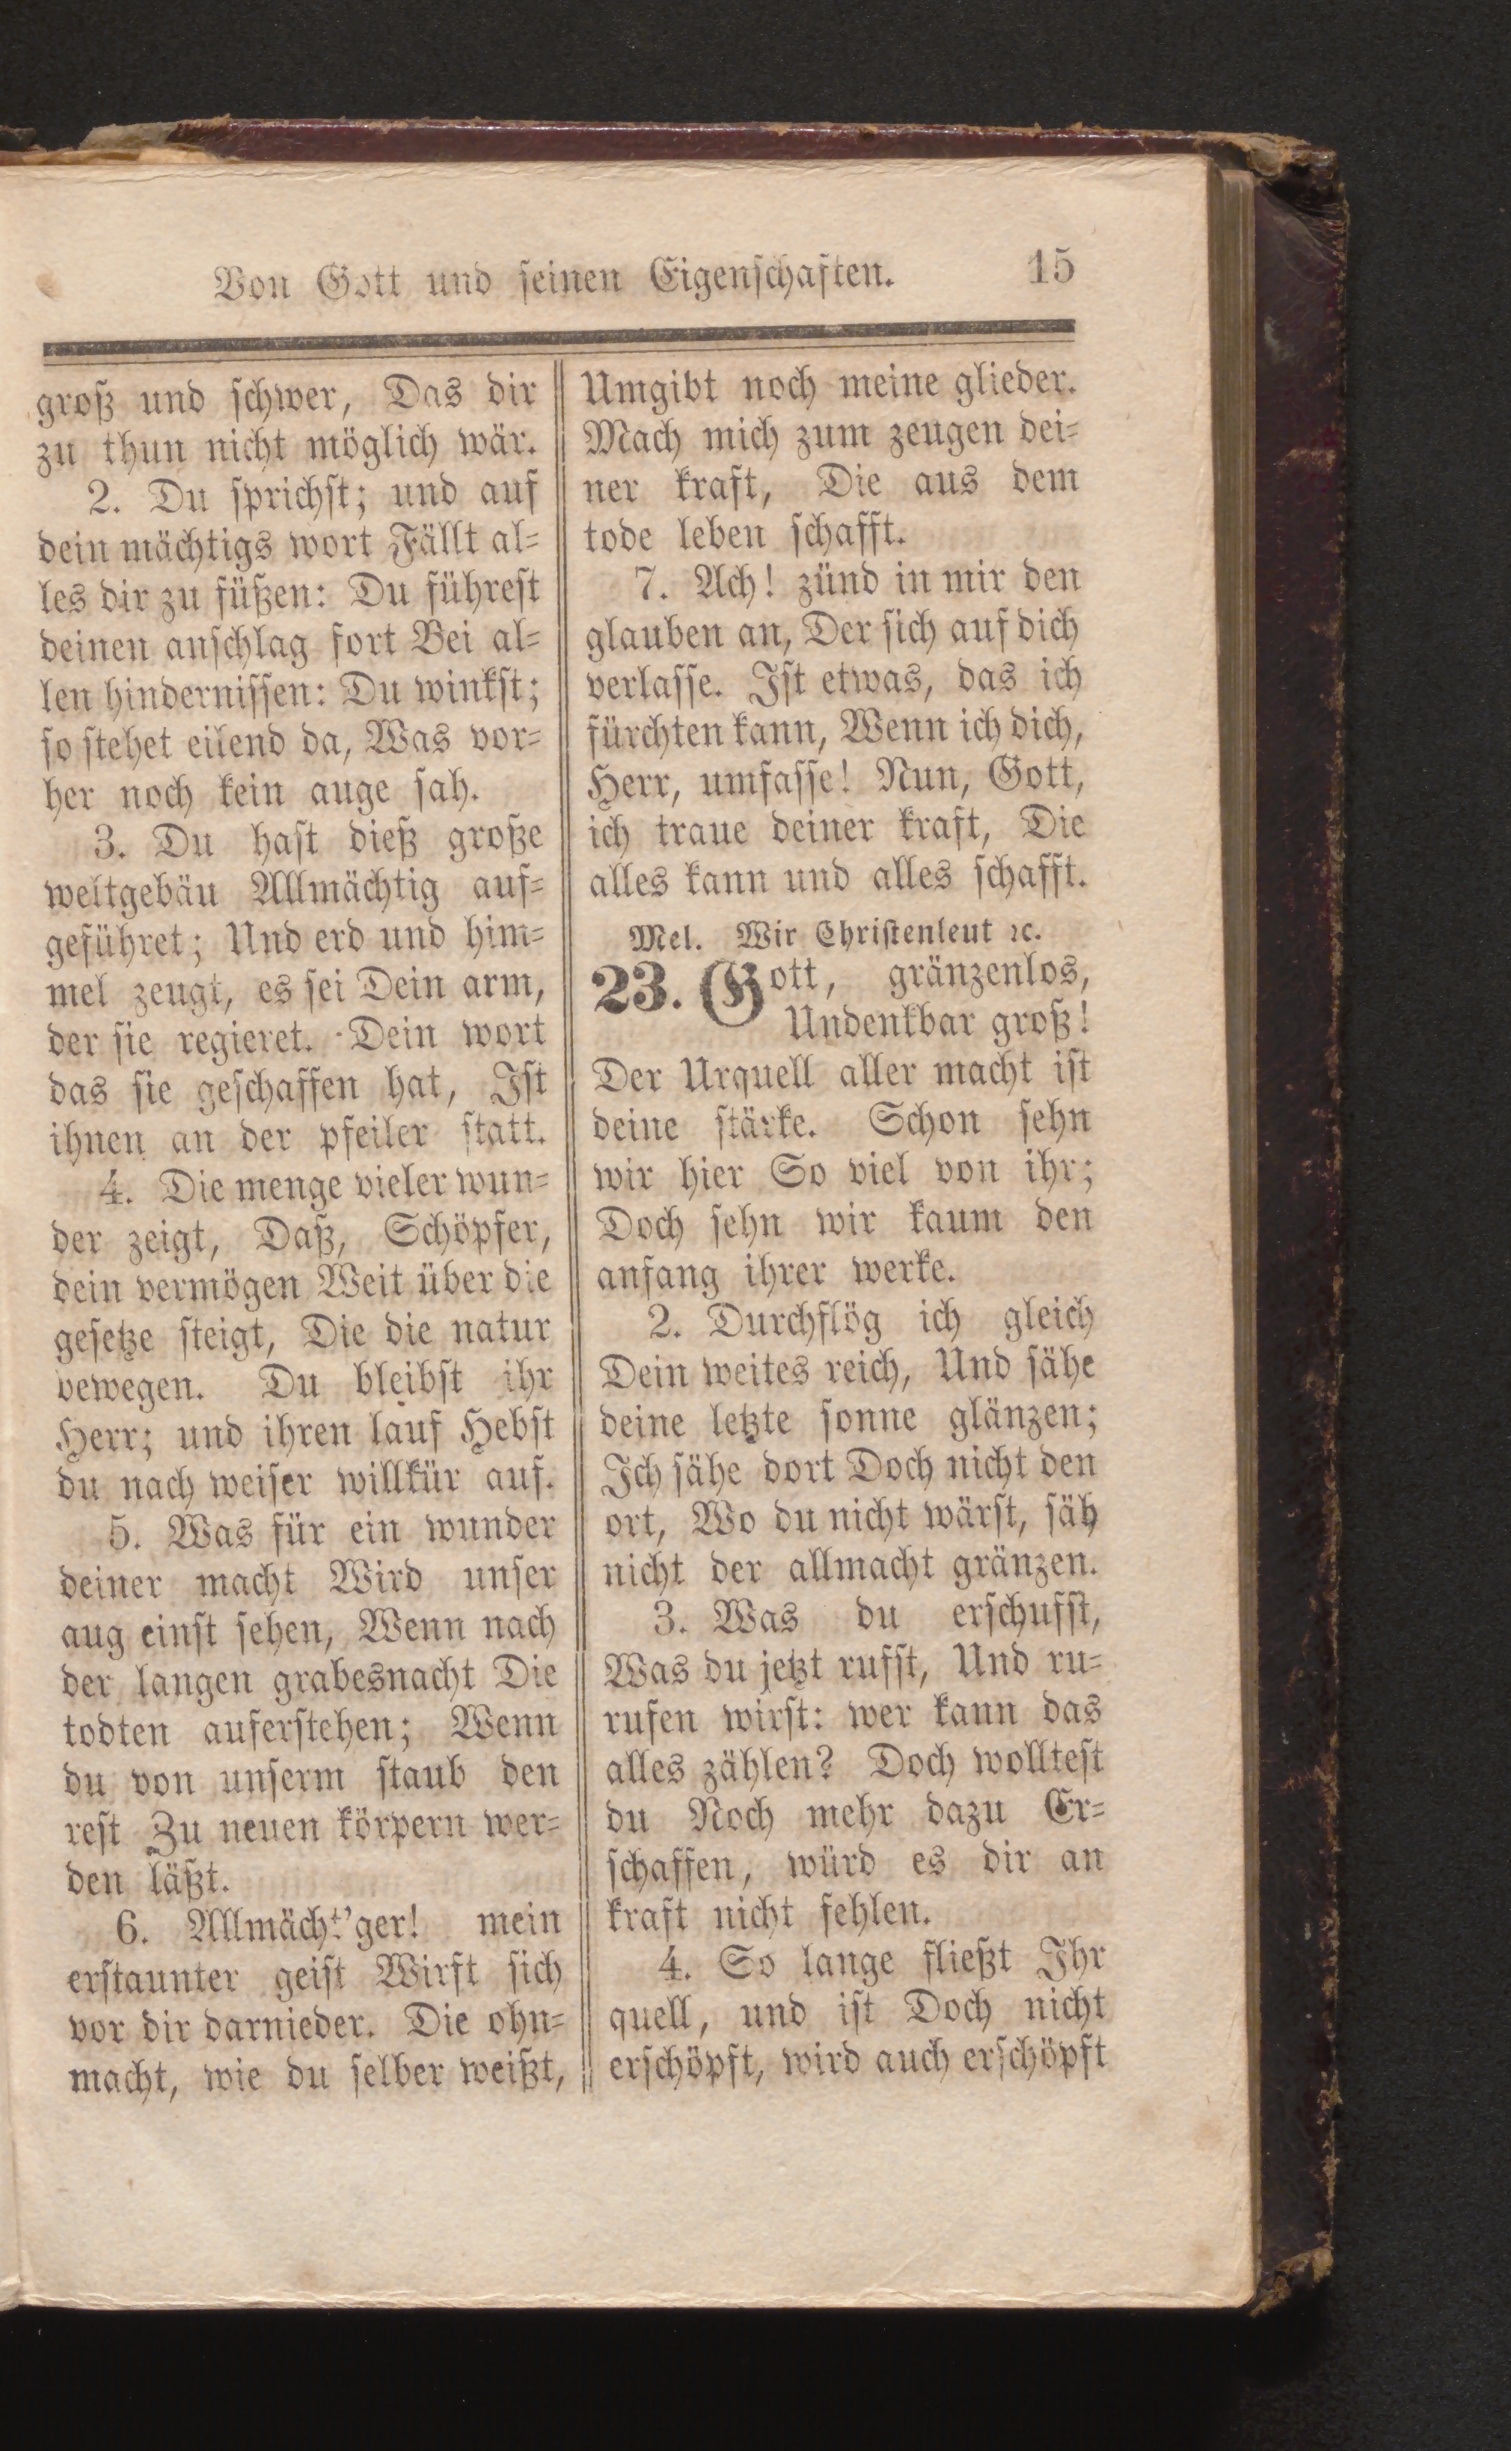 Von Gott und seinen Eigenschaften. 15
groß und schwer, Das dir
zu thun nicht möglich wär.
2. Du sprichst; und auf
dein mächtigs wort Fällt al-
les dir zu füßen: Du führest
deinen anschlag fort Bei al-
len hindernissen: Du winkst;
so stehet eilend da, Was vor-
her noch kein auge sah.
3. Du hast dieß große
weltgebäu Allmächtig auf-
geführet; Und erd und him-
mel zeugt, es sei Dein arm,
der sie regieret. Dein wort
das sie geschaffen hat, Ist
ihnen an der pfeiler statt.
4. Die menge vieler wun-
der zeigt, Daß, Schöpfer,
dein vermögen Weit über die
gesetze steigt, Die die natur
bewegen. Du bleibst ihr
Herr; und ihren lauf Hebst
du nach weiser willkür auf.
5. Was für ein wunder
deiner macht Wird unser
aug einst sehen, Wenn nach
der langen grabesnacht Die
todten auferstehen; Wenn
du von unserm staub den
rest Zu neuen körpern wer-
den läßt.
6. Allmächt'ger! mein
erstaunter geist Wirft sich
vor dir darnieder. Die ohn-
macht, wie du selber weißt,
Umgibt noch meine glieder.
Mach mich zum zeugen dei-
ner kraft, Die aus dem
tode leben schafft.
7. Ach! zünd in mir den
glauben an, Der sich auf dich
verlasse. Ist etwas, das ich
fürchten kann, Wenn ich dich,
Herr, umfasse! Nun, Gott,
ich traue deiner kraft, Die
alles kann und alles schafft.
Mel. Wir Christenleut ꝛc.
23. Gott, gränzenlos,
Undenkbar groß!
Der Urquell aller macht ist
deine stärke. Schon sehn
wir hier So viel von ihr;
Doch sehn wir kaum den
anfang ihrer werke.
2. Durchflög ich gleich
Dein weites reich, Und sähe
deine letzte sonne glänzen;
Ich sähe dort Doch nicht den
ort, Wo du nicht wärst, säh
nicht der allmacht gränzen.
3. Was du erschufst,
Was du jetzt rufst, Und ru-
rufen wirst: wer kann das
alles zählen? Doch wolltest
du Noch mehr dazu Er-
schaffen, würd es dir an
kraft nicht fehlen.
4. So lange fließt Ihr
quell, und ist Doch nicht
erschöpft, wird auch erschöpft